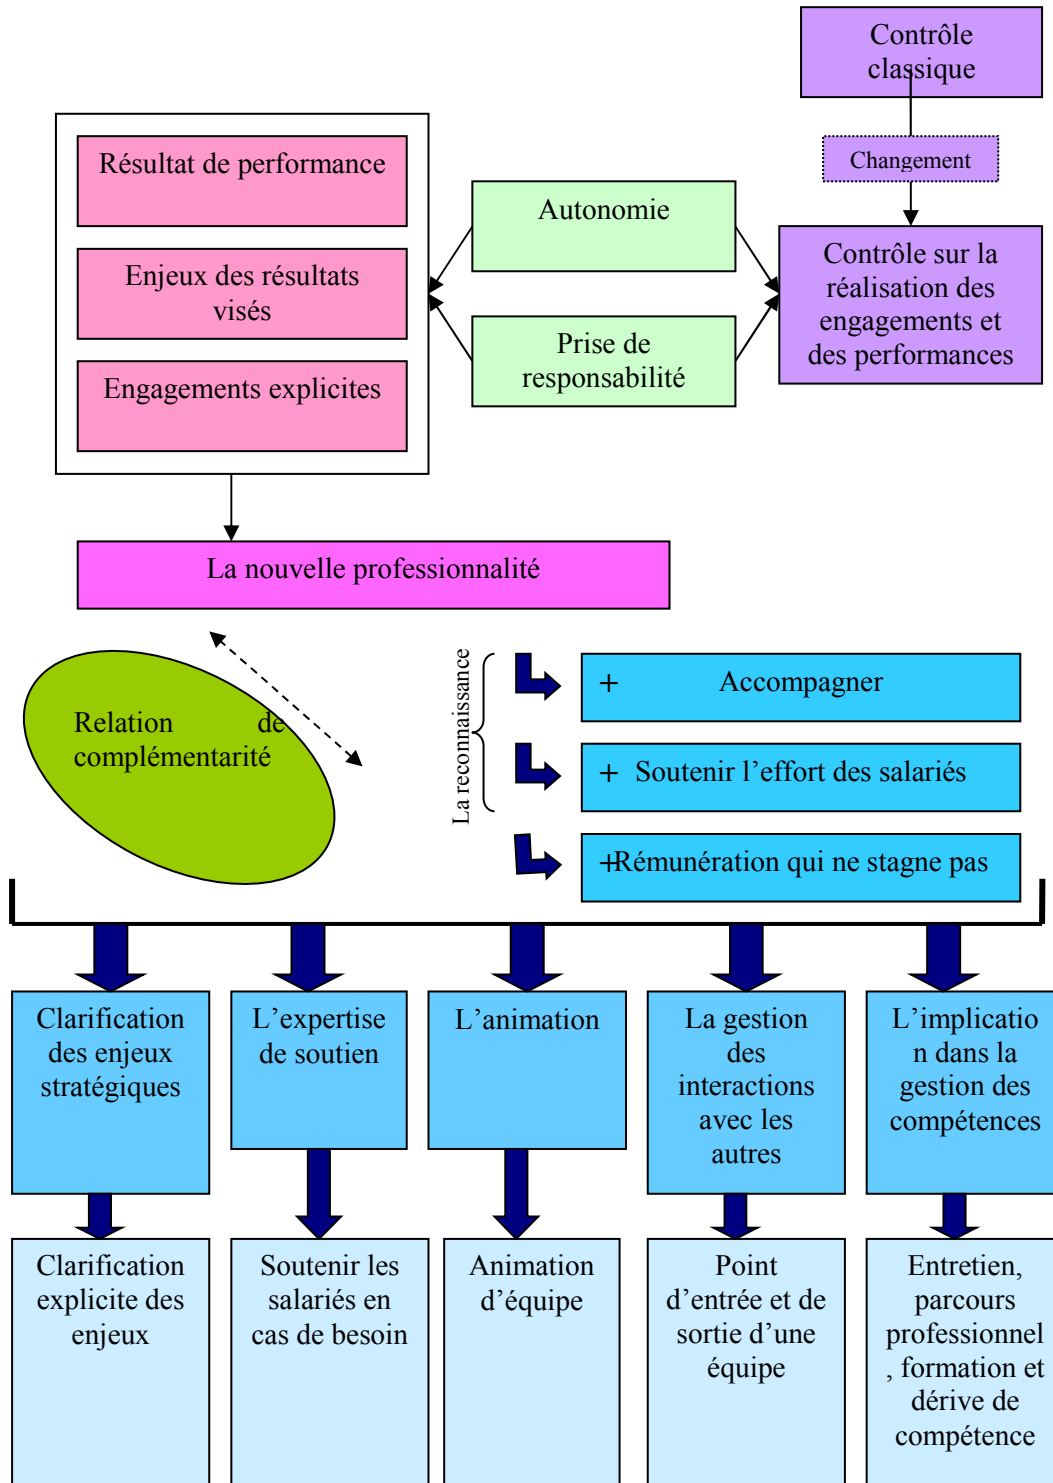 Contrôle
classique
Changement
Résultat de performance
Enjeux des résultats
visés
Engagements explicites
Autonomie
Prise de
responsabilité
Contrôle sur la
réalisation des
engagements et
des performances
La nouvelle professionnalité
Relation de
complémentarité
La reconnaissance
+ Accompagner
+ Soutenir l’effort des salariés
+Rémunération qui ne stagne pas
Clarification
des enjeux
stratégiques
L’expertise
de soutien
L’animation
La gestion
des
interactions
avec les
autres
L’implicatio
n dans la
gestion des
compétences
Clarification
explicite des
enjeux
Soutenir les
salariés en
cas de besoin
Animation
d’équipe
Point
d’entrée et de
sortie d’une
équipe
Entretien,
parcours
professionnel
, formation et
dérive de
compétence